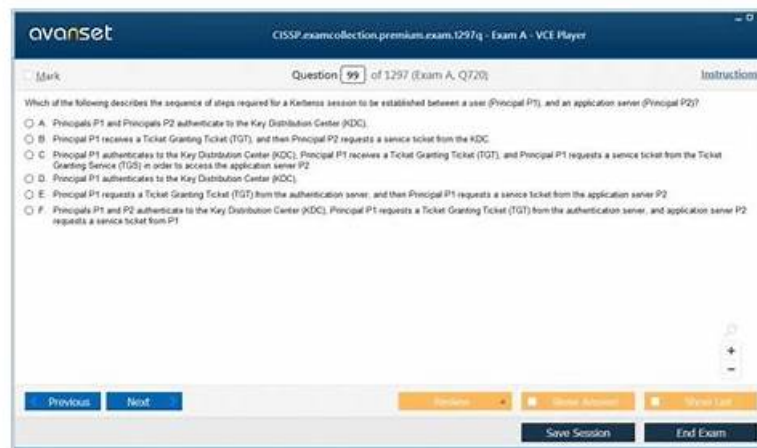 avanset
CISSP.examcollection.premium.exam.1297q - Exam A - VCE Player
Mark
Question 99 of 1297 (Exam A, Q720)
Instructions
Which of the following describes the sequence of steps required for a Kerberos session to be established between a user (Principal P1), and an application server (Principal P2)?
A. Principals P1 and Principals P2 authenticate to the Key Distribution Center (KDC),
B. Principal P1 receives a Ticket Granting Ticket (TGT), and then Principal P2 requests a service ticket from the KDC.
C. Principal P1 authenticates to the Key Distribution Center (KDC), Principal P1 receives a Ticket Granting Ticket (TGT), and Principal P1 requests a service ticket from the Ticket
Granting Service (TGS) in order to access the application server P2
D. Principal P1 authenticates to the Key Distribution Center (KDC),
E. Principal P1 requests a Ticket Granting Ticket (TGT) from the authentication server, and then Principal P1 requests a service ticket from the application server P2
F. Principals P1 and P2 authenticate to the Key Distribution Center (KDC), Principal P1 requests a Ticket Granting Ticket (TGT) from the authentication server, and application server P2
requests a service ticket from P1
Previous
Next
Review
Show Answer
Show List
Save Session
End Exam